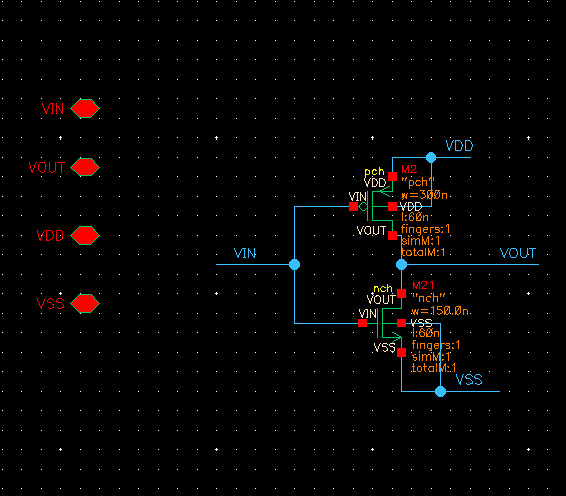 VIN
VOUT
VDD
VSS
VDD
pch
M2
VDD
"pch"
VIN
w=300n
VDD
l:60n
VOUT
fingers:1
simM:1
totalM:1
VIN
VOUT
nch
M21
VOUT
"nch"
VIN
w=150.0n
VSS
l:60n
VSS
fingers:1
simM:1
totalM:1
VSS